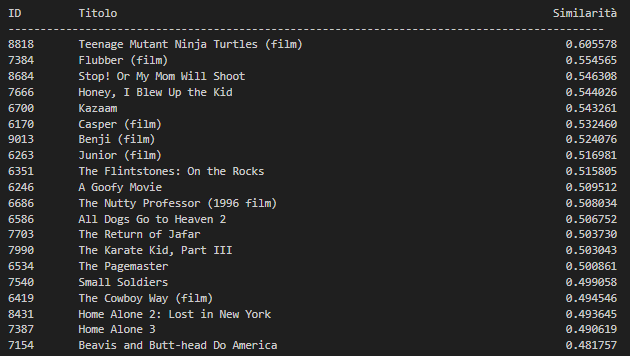 ID Titolo Similarità
--------------------------------------------------------------------------------------------
8818 Teenage Mutant Ninja Turtles (film) 0.605578
7384 Flubber (film) 0.554565
8684 Stop! Or My Mom Will Shoot 0.546308
7666 Honey, I Blew Up the Kid 0.544026
6700 Kazaam 0.543261
6170 Casper (film) 0.532460
9013 Benji (film) 0.524076
6263 Junior (film) 0.516981
6351 The Flintstones: On the Rocks 0.515805
6246 A Goofy Movie 0.509512
6686 The Nutty Professor (1996 film) 0.508034
6586 All Dogs Go to Heaven 2 0.506752
7703 The Return of Jafar 0.503730
7990 The Karate Kid, Part III 0.503043
6534 The Pagemaster 0.500861
7540 Small Soldiers 0.499058
6419 The Cowboy Way (film) 0.494546
8431 Home Alone 2: Lost in New York 0.493645
7387 Home Alone 3 0.490619
7154 Beavis and Butt-head Do America 0.481757